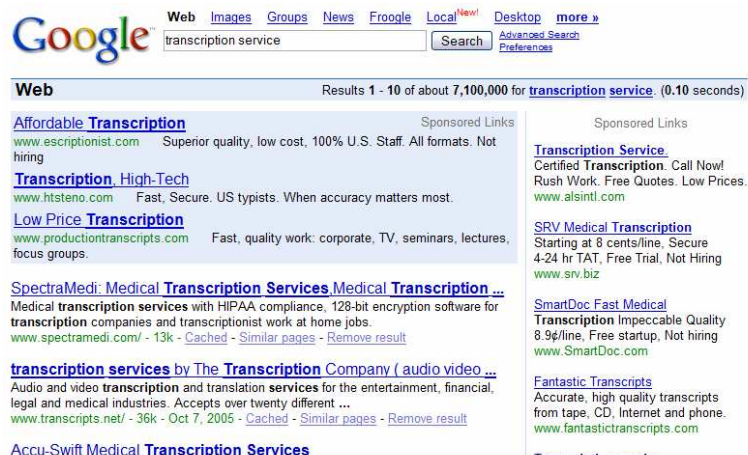 Google™
Web Images Groups News Froogle Local New! Desktop more »
transcription service Search Advanced Search
Preferences
Web Results 1 - 10 of about 7,100,000 for transcription service. (0.10 seconds)
Affordable Transcription Sponsored Links
www.escriptionist.com Superior quality, low cost, 100% U.S. Staff. All formats. Not
hiring
Transcription, High-Tech
www.htsteno.com Fast, Secure. US typists. When accuracy matters most.
Low Price Transcription
www.productiontranscripts.com Fast, quality work: corporate, TV, seminars, lectures,
focus groups.
SpectraMedi: Medical Transcription Services,Medical Transcription ...
Medical transcription services with HIPAA compliance, 128-bit encryption software for
transcription companies and transcriptionist work at home jobs.
www.spectramedi.com/ - 13k - Cached - Similar pages - Remove result
transcription services by The Transcription Company ( audio video ...
Audio and video transcription and translation services for the entertainment, financial,
legal and medical industries. Accepts over twenty different ...
www.transcripts.net/ - 36k - Oct 7, 2005 - Cached - Similar pages - Remove result
Accu-Swift Medical Transcription Services
Sponsored Links
Transcription Service.
Certified Transcription. Call Now!
Rush Work. Free Quotes. Low Prices.
www.alsintl.com
SRV Medical Transcription
Starting at 8 cents/line, Secure
4-24 hr TAT, Free Trial, Not Hiring
www.srv.biz
SmartDoc Fast Medical
Transcription Impeccable Quality
8.9¢/line, Free startup, Not hiring
www.SmartDoc.com
Fantastic Transcripts
Accurate, high quality transcripts
from tape, CD, Internet and phone.
www.fantastictranscripts.com